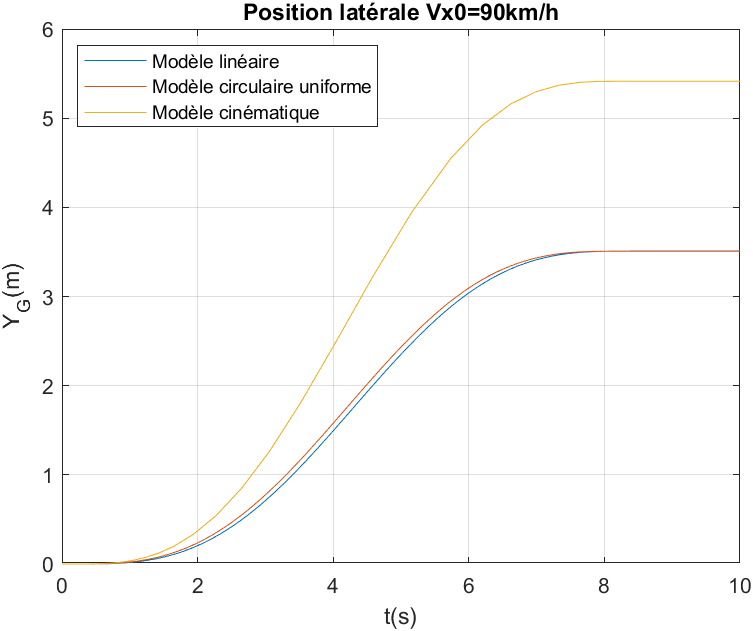 Position latérale Vx0=90km/h
Modèle linéaire
Modèle circulaire uniforme
Modèle cinématique
Y_G(m)
6
5
4
3
2
1
0
0 2 4 6 8 10
t(s)